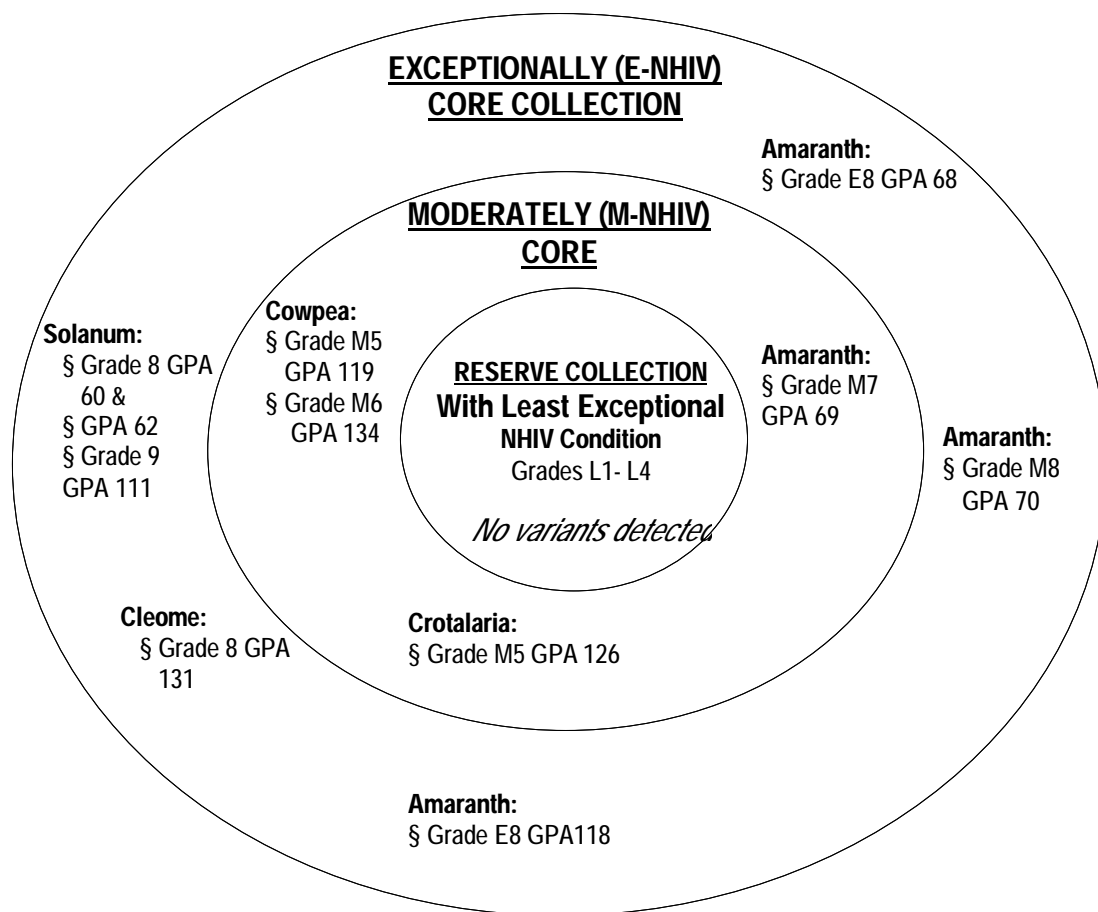 EXCEPTIONALLY (E-NHIV)
CORE COLLECTION
Amaranth:
§ Grade E8 GPA 68
MODERATELY (M-NHIV)
CORE
Solanum:
§ Grade 8 GPA
60 &
§ GPA 62
§ Grade 9
GPA 111
Cowpea:
§ Grade M5
GPA 119
§ Grade M6
GPA 134
RESERVE COLLECTION
With Least Exceptional
NHIV Condition
Grades L1- L4
No variants detected
Amaranth:
§ Grade M7
GPA 69
Amaranth:
§ Grade M8
GPA 70
Cleome:
§ Grade 8 GPA
131
Crotalaria:
§ Grade M5 GPA 126
Amaranth:
§ Grade E8 GPA118